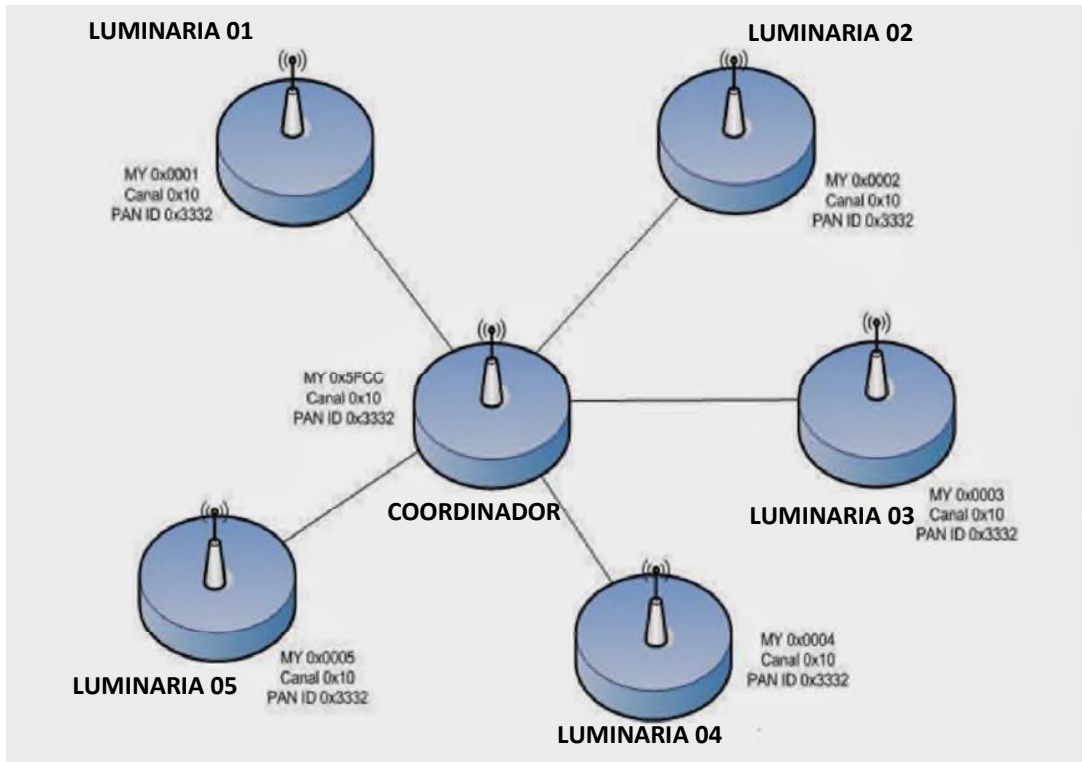 LUMINARIA 01
LUMINARIA 02
MY 0x0001
Canal 0x10
PAN ID 0x3332
MY 0x0002
Canal 0x10
PAN ID 0x3332
MY 0x5FCC
Canal 0x10
PAN ID 0x3332
COORDINADOR
MY 0x0003
Canal 0x10
PAN ID 0x3332
LUMINARIA 03
MY 0x0005
Canal 0x10
PAN ID 0x3332
LUMINARIA 05
MY 0x0004
Canal 0x10
PAN ID 0x3332
LUMINARIA 04